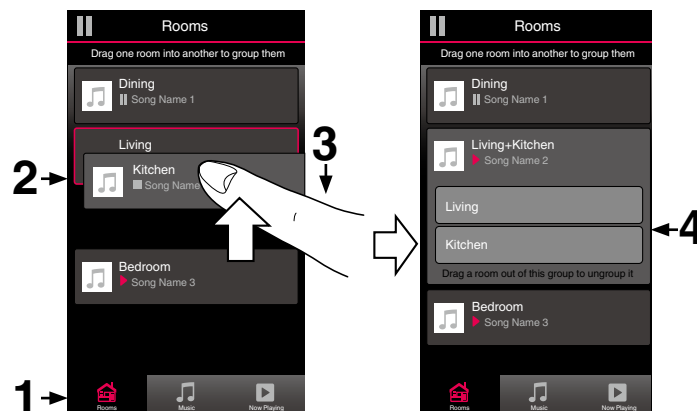 Rooms
Drag one room into another to group them
Dining
Song Name 1
Living
Kitchen
Song Name
Bedroom
Song Name 3
Rooms
Music
Now Playing
1
2
3
Rooms
Drag one room into another to group them
Dining
Song Name 1
Living+Kitchen
Song Name 2
Living
Kitchen
Drag a room out of this group to ungroup it
Bedroom
Song Name 3
Rooms
Music
Now Playing
4